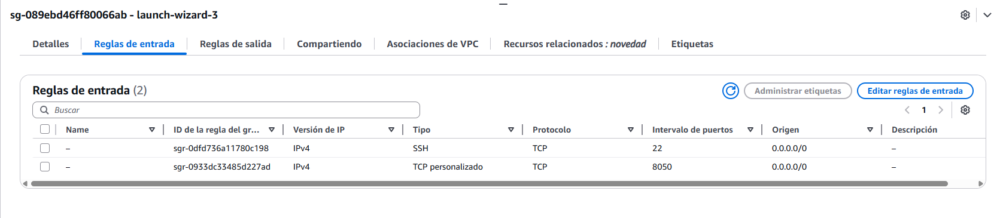 sg-089ebd46ff80066ab - launch-wizard-3
Detalles Reglas de entrada Reglas de salida Compartiendo Asociaciones de VPC Recursos relacionados : novedad Etiquetas
Reglas de entrada (2)
Administrar etiquetas Editar reglas de entrada
Buscar
1
Name ID de la regla del gr... Versión de IP Tipo Protocolo Intervalo de puertos Origen Descripción
– sgr-0dfd736a11780c198 IPv4 SSH TCP 22 0.0.0.0/0 –
– sgr-0933dc33485d227ad IPv4 TCP personalizado TCP 8050 0.0.0.0/0 –